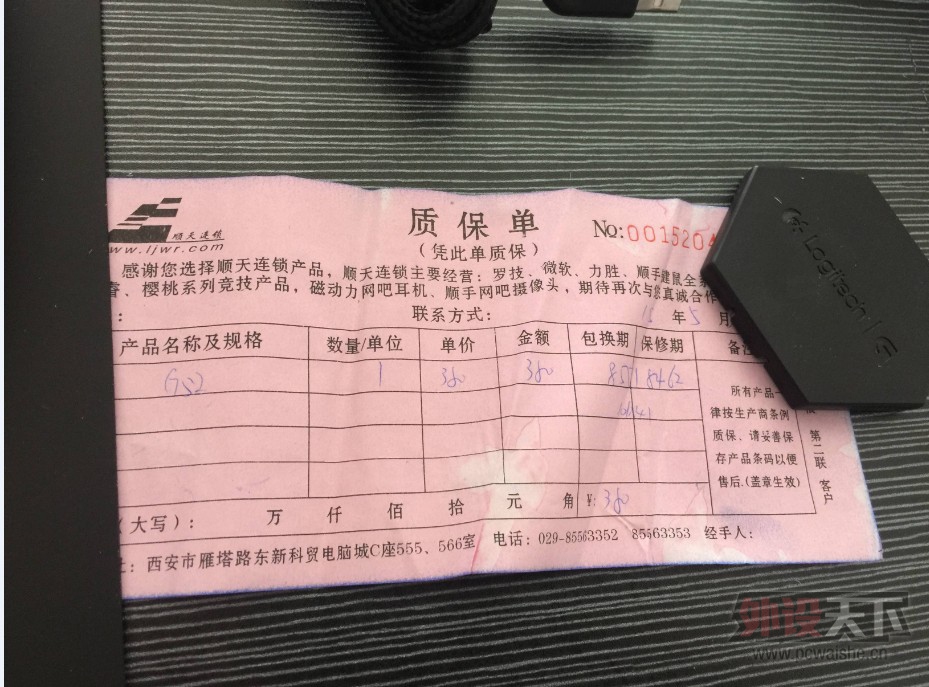 顺天连锁
www.ljwr.com
质保单
(凭此单质保)
No:0015204
感谢您选择顺天连锁产品,顺天连锁主要经营:罗技、微软、力胜、顺手
樱桃系列竞技产品,磁动力网吧耳机、顺手网吧摄像头,期待再次与您真诚合作
联系方式:
年5月
产品名称及规格 数量/单位 单价 金额 包换期 保修期 备注
1 380 380
所有产品一
律按生产商条例
质保、请妥善保
存产品条码以便
售后.(盖章生效)
第二联 客户
(大写): 万 仟 佰 拾 元 角 ¥:380
址:西安市雁塔路东新科贸电脑城C座555、566室 电话:029-85563352 85563353 经手人:
Logitech G
外设天下
www.nowaishe.cn